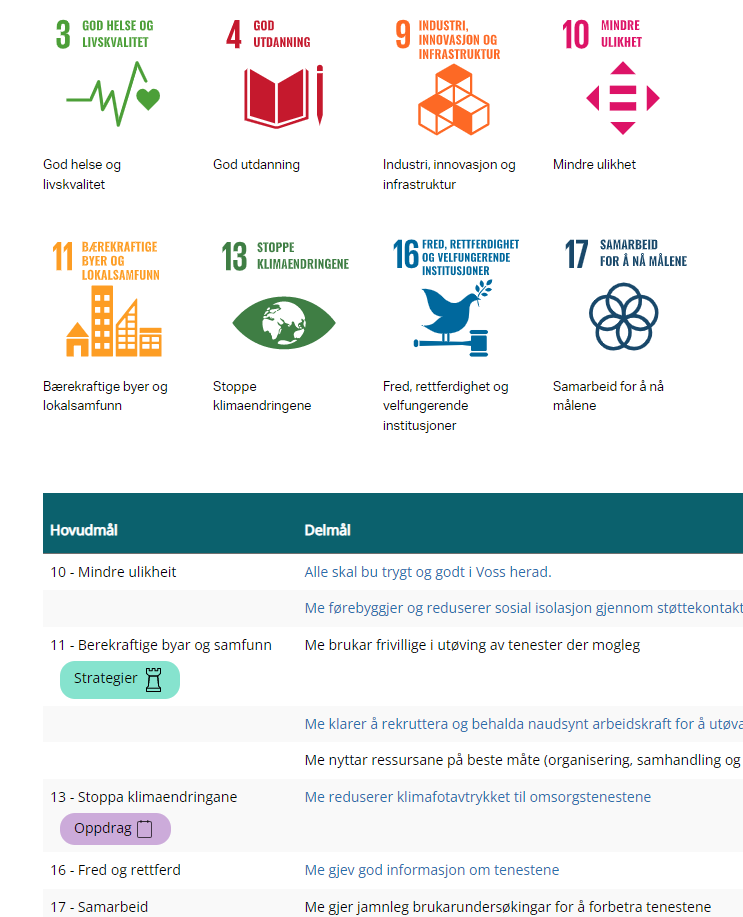 3 GOD HELSE OG
LIVSKVALITET
4 GOD
UTDANNING
9 INDUSTRI,
INNOVASJON OG
INFRASTRUKTUR
10 MINDRE
ULIKHET
God helse og
livskvalitet
God utdanning
Industri, innovasjon og
infrastruktur
Mindre ulikhet
11 BÆREKRAFTIGE
BYER OG
LOKALSAMFUNN
13 STOPPE
KLIMAENDRINGENE
16 FRED, RETTFERDIGHET
OG VELFUNGERENDE
INSTITUSJONER
17 SAMARBEID
FOR Å NÅ MÅLENE
Bærekraftige byer og
lokalsamfunn
Stoppe
klimaendringene
Fred, rettferdighet og
velfungerende
institusjoner
Samarbeid for å nå
målene
Hovudmål Delmål
10 - Mindre ulikheit Alle skal bu trygt og godt i Voss herad.
Me førebyggjer og reduserer sosial isolasjon gjennom støttekontakt
11 - Berekraftige byar og samfunn Me brukar frivillige i utøving av tenester der mogleg
Strategier
Me klarer å rekruttera og behalda naudsynt arbeidskraft for å utøva
Me nyttar ressursane på beste måte (organisering, samhandling og
13 - Stoppa klimaendringane Me reduserer klimafotavtrykket til omsorgstenestene
Oppdrag
16 - Fred og rettferd Me gjev god informasjon om tenestene
17 - Samarbeid Me gjer jamnleg brukarundersøkingar for å forbetra tenestene